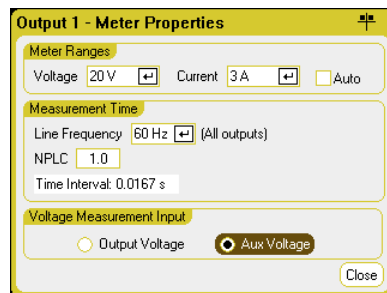 Output 1 - Meter Properties
Meter Ranges
Voltage 20 V Current 3 A Auto
Measurement Time
Line Frequency 60 Hz (All outputs)
NPLC 1.0
Time Interval: 0.0167 s
Voltage Measurement Input
Output Voltage Aux Voltage
Close